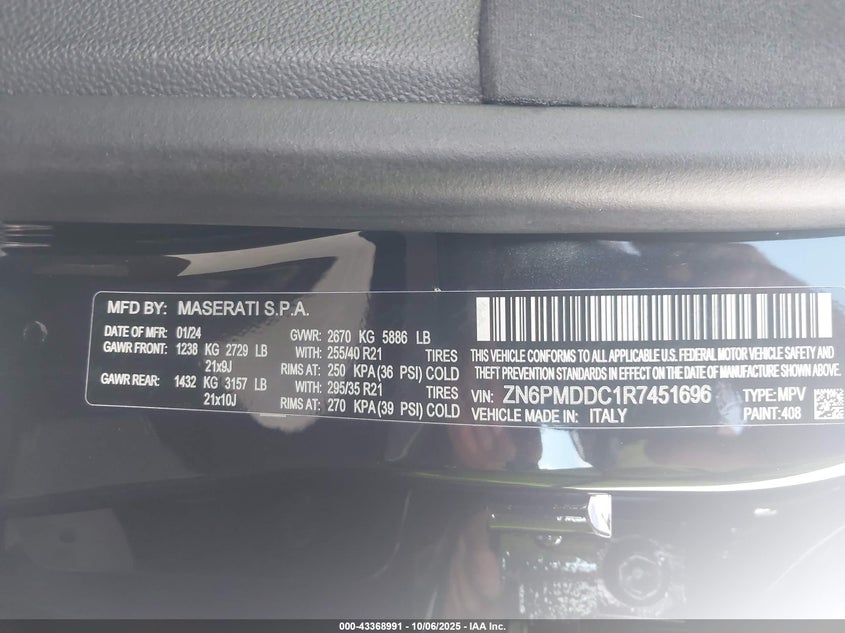 MFD BY: MASERATI S.P.A.
DATE OF MFR: 01/24 GVWR: 2670 KG 5886 LB
GAWR FRONT: 1238 KG 2729 LB WITH: 255/40 R21 TIRES
21x9J RIMS AT: 250 KPA (36 PSI) COLD
GAWR REAR: 1432 KG 3157 LB WITH: 295/35 R21 TIRES
21x10J RIMS AT: 270 KPA (39 PSI) COLD
THIS VEHICLE CONFORMS TO ALL APPLICABLE U.S. FEDERAL MOTOR VEHICLE SAFETY AND
THEFT PREVENTION STANDARDS IN EFFECT ON THE DATE OF MANUFACTURE SHOWN ABOVE.
VIN: ZN6PMDDC1R7451696 TYPE: MPV
VEHICLE MADE IN: ITALY PAINT: 408
000-43368991 - 10/06/2025 - IAA Inc.